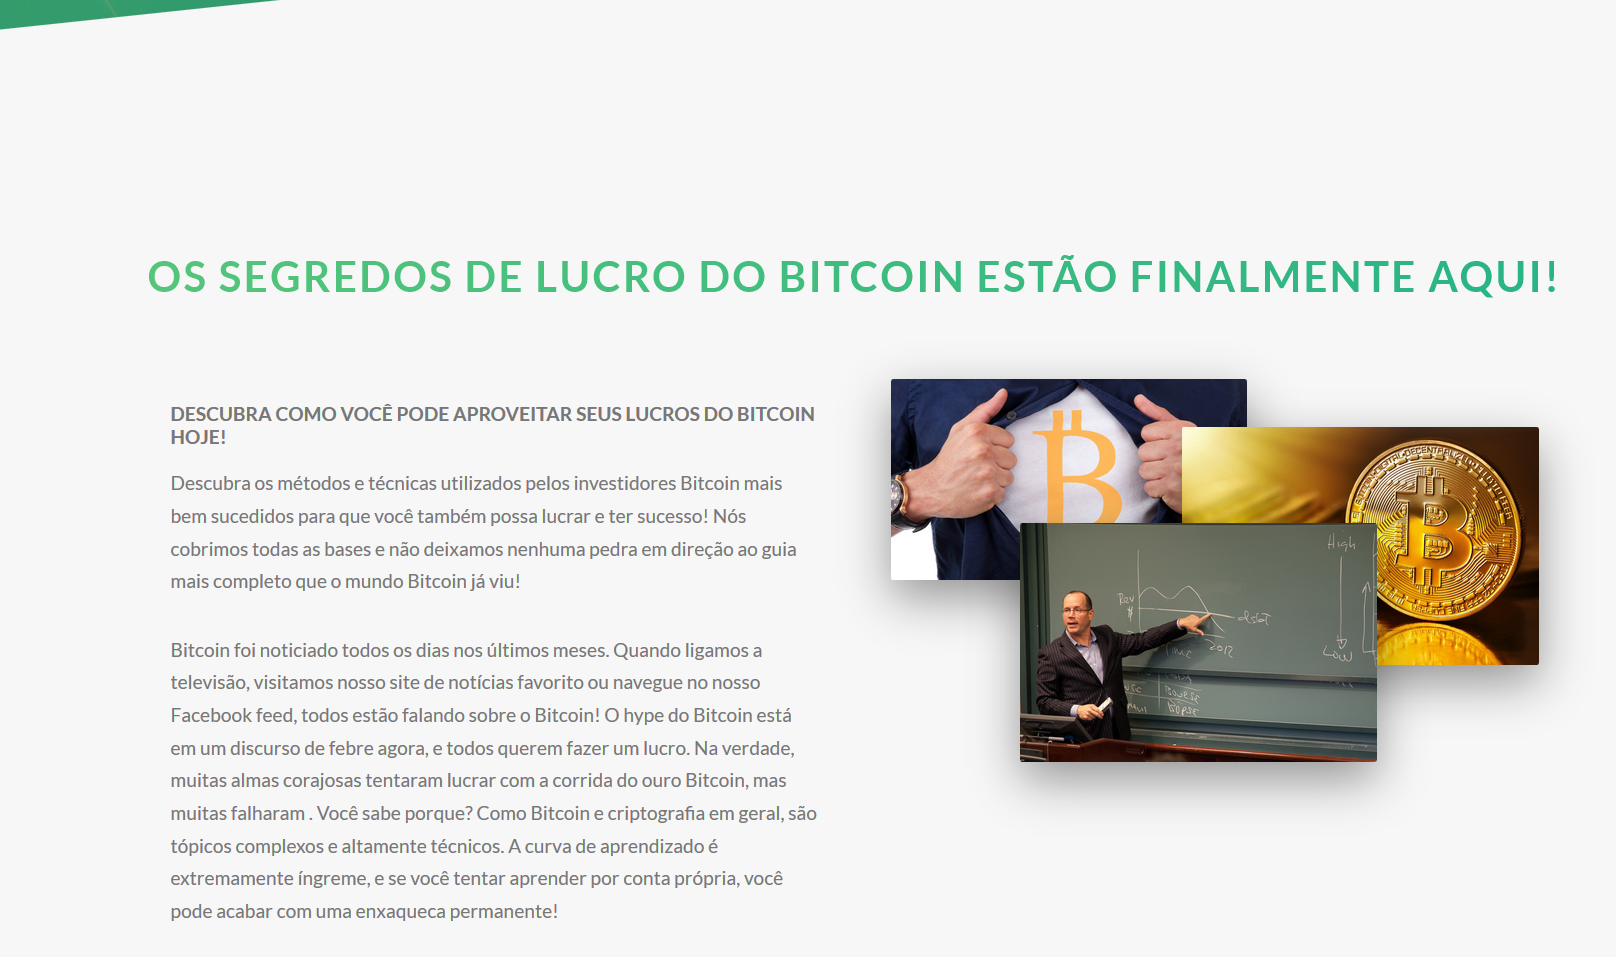 OS SEGREDOS DE LUCRO DO BITCOIN ESTÃO FINALMENTE AQUI!
DESCUBRA COMO VOCÊ PODE APROVEITAR SEUS LUCROS DO BITCOIN
HOJE!
Descubra os métodos e técnicas utilizados pelos investidores Bitcoin mais
bem sucedidos para que você também possa lucrar e ter sucesso! Nós
cobrimos todas as bases e não deixamos nenhuma pedra em direção ao guia
mais completo que o mundo Bitcoin já viu!
Bitcoin foi noticiado todos os dias nos últimos meses. Quando ligamos a
televisão, visitamos nosso site de notícias favorito ou navegue no nosso
Facebook feed, todos estão falando sobre o Bitcoin! O hype do Bitcoin está
em um discurso de febre agora, e todos querem fazer um lucro. Na verdade,
muitas almas corajosas tentaram lucrar com a corrida do ouro Bitcoin, mas
muitas falharam . Você sabe porque? Como Bitcoin e criptografia em geral, são
tópicos complexos e altamente técnicos. A curva de aprendizado é
extremamente íngreme, e se você tentar aprender por conta própria, você
pode acabar com uma enxaqueca permanente!
High
Rev
$
Time 2012
Low